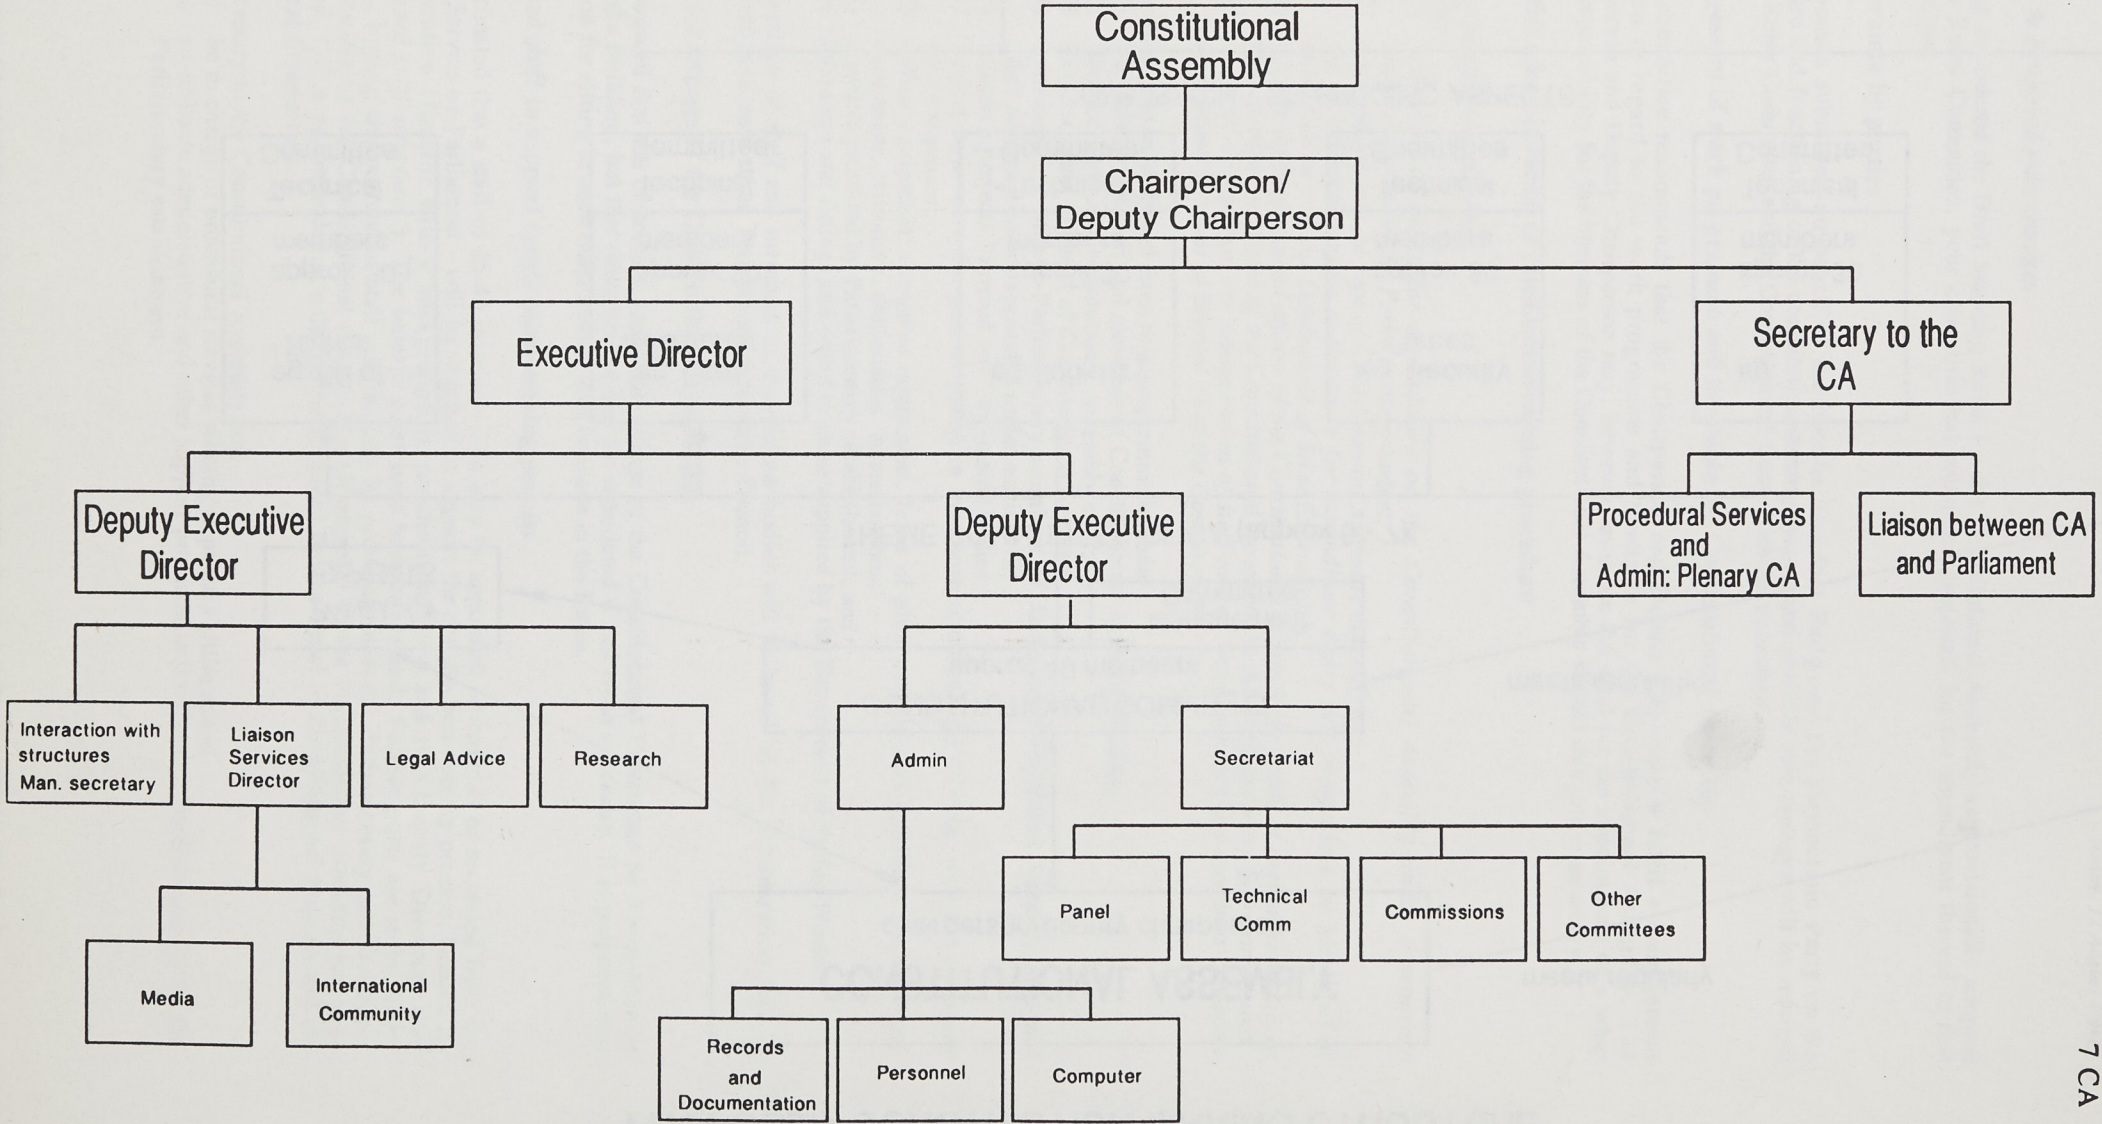 Constitutional
Assembly
Chairperson/
Deputy Chairperson
Executive Director
Secretary to the
CA
Deputy Executive
Director
Deputy Executive
Director
Procedural Services
and
Admin: Plenary CA
Liaison between CA
and Parliament
Interaction with
structures
Man. secretary
Liaison
Services
Director
Legal Advice
Research
Admin
Secretariat
Panel
Technical
Comm
Commissions
Other
Committees
Media
International
Community
Records
and
Documentation
Personnel
Computer
7 CA